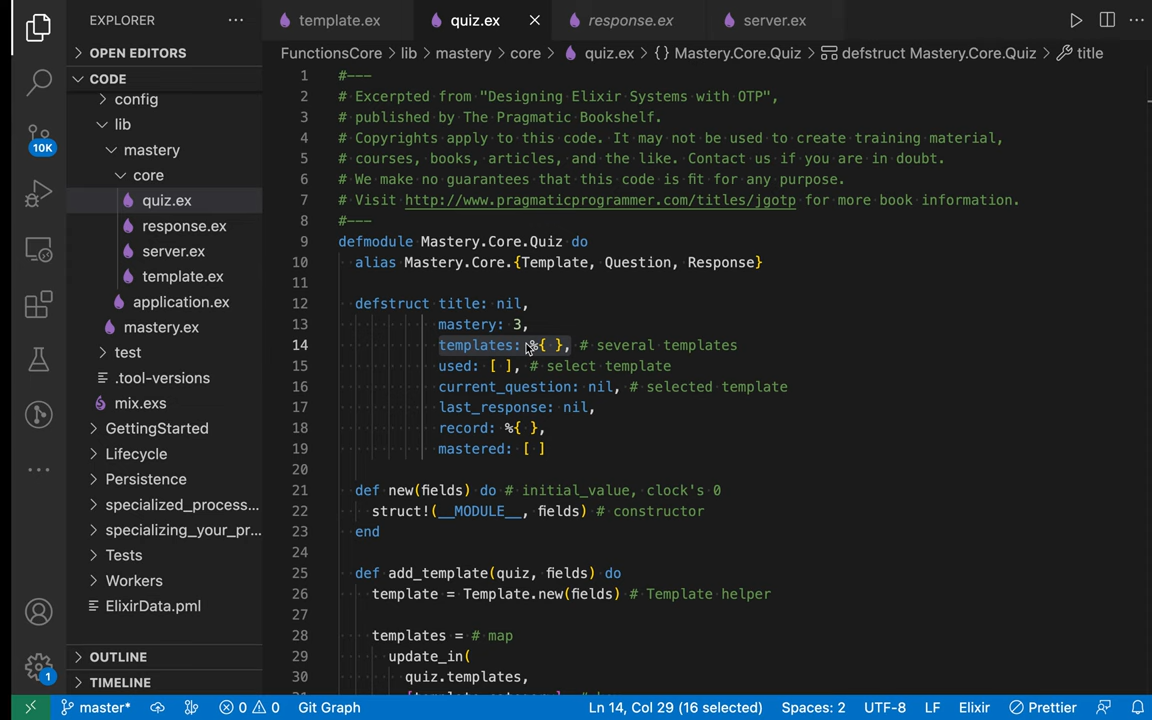 EXPLORER
OPEN EDITORS
CODE
config
lib
mastery
core
quiz.ex
response.ex
server.ex
template.ex
application.ex
mastery.ex
test
.tool-versions
mix.exs
GettingStarted
Lifecycle
Persistence
specialized_process...
specializing_your_pr...
Tests
Workers
ElixirData.pml
OUTLINE
TIMELINE
10K
1
template.ex quiz.ex response.ex server.ex
FunctionsCore > lib > mastery > core > quiz.ex > {} Mastery.Core.Quiz > defstruct Mastery.Core.Quiz > title
1 #---
2 # Excerpted from "Designing Elixir Systems with OTP",
3 # published by The Pragmatic Bookshelf.
4 # Copyrights apply to this code. It may not be used to create training material,
5 # courses, books, articles, and the like. Contact us if you are in doubt.
6 # We make no guarantees that this code is fit for any purpose.
7 # Visit http://www.pragmaticprogrammer.com/titles/jgotp for more book information.
8 #---
9 defmodule Mastery.Core.Quiz do
10 alias Mastery.Core.{Template, Question, Response}
11
12 defstruct title: nil,
13 mastery: 3,
14 templates: %{ }, # several templates
15 used: [ ], # select template
16 current_question: nil, # selected template
17 last_response: nil,
18 record: %{ },
19 mastered: [ ]
20
21 def new(fields) do # initial_value, clock's 0
22 struct!(__MODULE__, fields) # constructor
23 end
24
25 def add_template(quiz, fields) do
26 template = Template.new(fields) # Template helper
27
28 templates = # map
29 update_in(
30 quiz.templates,
master* 0 0 Git Graph Ln 14, Col 29 (16 selected) Spaces: 2 UTF-8 LF Elixir Prettier